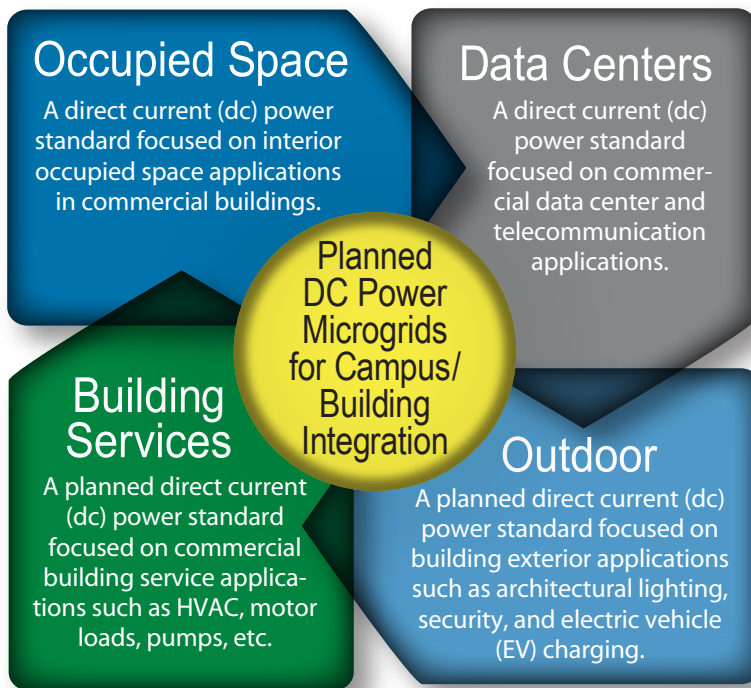 Occupied Space
A direct current (dc) power
standard focused on interior
occupied space applications
in commercial buildings.
Data Centers
A direct current (dc)
power standard
focused on commer-
cial data center and
telecommunication
applications.
Planned
DC Power
Microgrids
for Campus/
Building
Integration
Building
Services
A planned direct current
(dc) power standard
focused on commercial
building service applica-
tions such as HVAC, motor
loads, pumps, etc.
Outdoor
A planned direct current (dc)
power standard focused on
building exterior applications
such as architectural lighting,
security, and electric vehicle
(EV) charging.